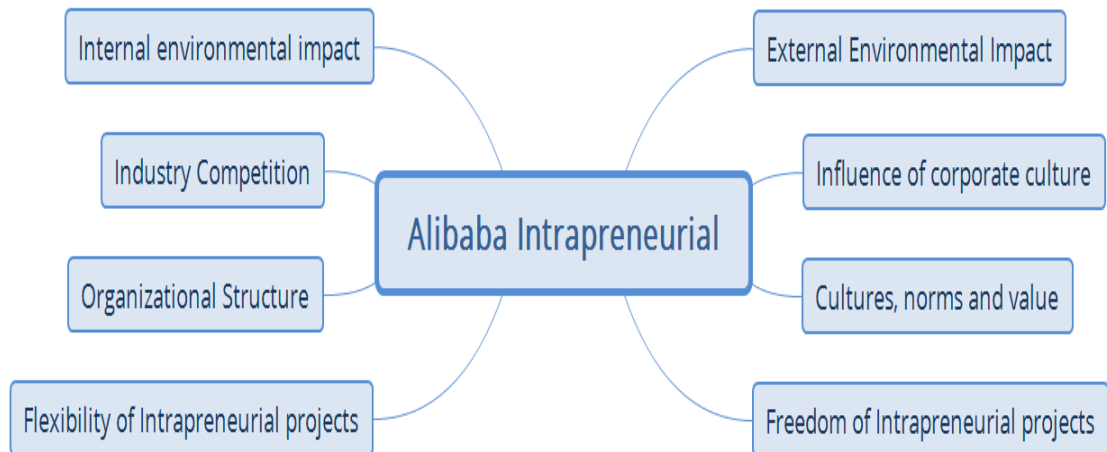 Internal environmental impact
External Environmental Impact
Industry Competition
Influence of corporate culture
Alibaba Intrapreneurial
Organizational Structure
Cultures, norms and value
Flexibility of Intrapreneurial projects
Freedom of Intrapreneurial projects